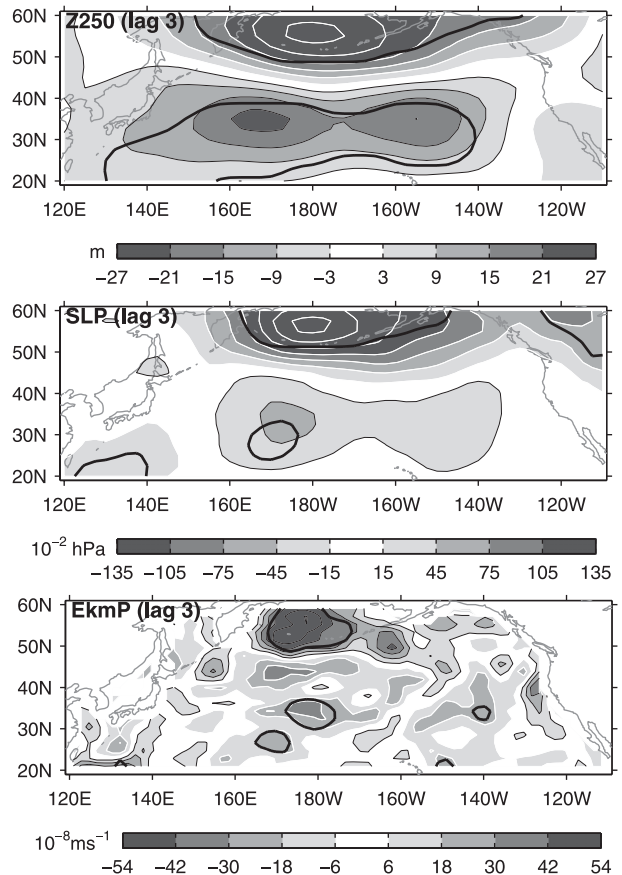 Z250 (lag 3)
60N
50N
40N
30N
20N
120E 140E 160E 180W 160W 140W 120W
m
−27 −21 −15 −9 −3 3 9 15 21 27
SLP (lag 3)
60N
50N
40N
30N
20N
120E 140E 160E 180W 160W 140W 120W
10−2 hPa
−135 −105 −75 −45 −15 15 45 75 105 135
EkmP (lag 3)
60N
50N
40N
30N
20N
120E 140E 160E 180W 160W 140W 120W
10−8ms−1
−54 −42 −30 −18 −6 6 18 30 42 54